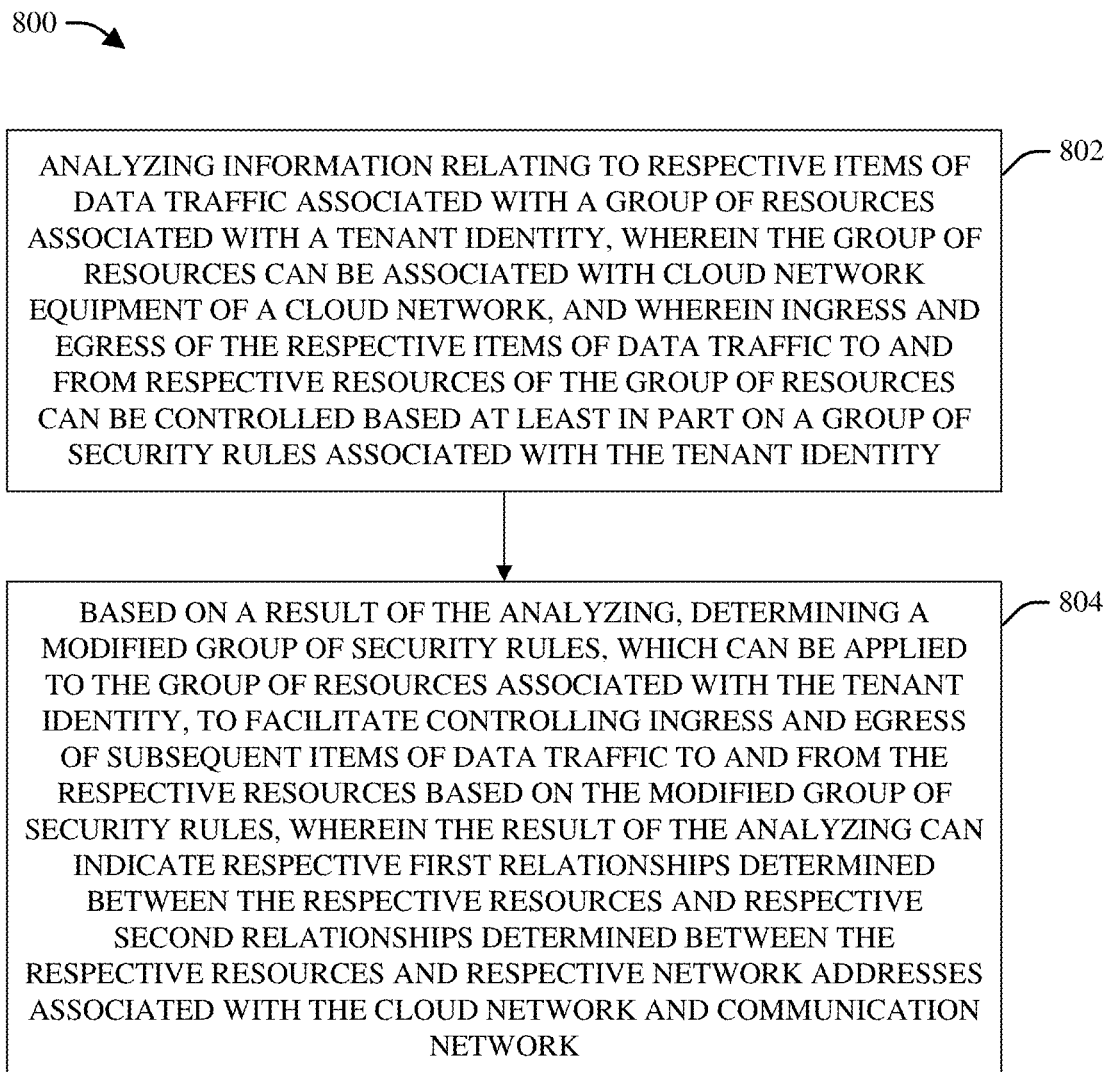 800
802
ANALYZING INFORMATION RELATING TO RESPECTIVE ITEMS OF
DATA TRAFFIC ASSOCIATED WITH A GROUP OF RESOURCES
ASSOCIATED WITH A TENANT IDENTITY, WHEREIN THE GROUP OF
RESOURCES CAN BE ASSOCIATED WITH CLOUD NETWORK
EQUIPMENT OF A CLOUD NETWORK, AND WHEREIN INGRESS AND
EGRESS OF THE RESPECTIVE ITEMS OF DATA TRAFFIC TO AND
FROM RESPECTIVE RESOURCES OF THE GROUP OF RESOURCES
CAN BE CONTROLLED BASED AT LEAST IN PART ON A GROUP OF
SECURITY RULES ASSOCIATED WITH THE TENANT IDENTITY
804
BASED ON A RESULT OF THE ANALYZING, DETERMINING A
MODIFIED GROUP OF SECURITY RULES, WHICH CAN BE APPLIED
TO THE GROUP OF RESOURCES ASSOCIATED WITH THE TENANT
IDENTITY, TO FACILITATE CONTROLLING INGRESS AND EGRESS
OF SUBSEQUENT ITEMS OF DATA TRAFFIC TO AND FROM THE
RESPECTIVE RESOURCES BASED ON THE MODIFIED GROUP OF
SECURITY RULES, WHEREIN THE RESULT OF THE ANALYZING CAN
INDICATE RESPECTIVE FIRST RELATIONSHIPS DETERMINED
BETWEEN THE RESPECTIVE RESOURCES AND RESPECTIVE
SECOND RELATIONSHIPS DETERMINED BETWEEN THE
RESPECTIVE RESOURCES AND RESPECTIVE NETWORK ADDRESSES
ASSOCIATED WITH THE CLOUD NETWORK AND COMMUNICATION
NETWORK